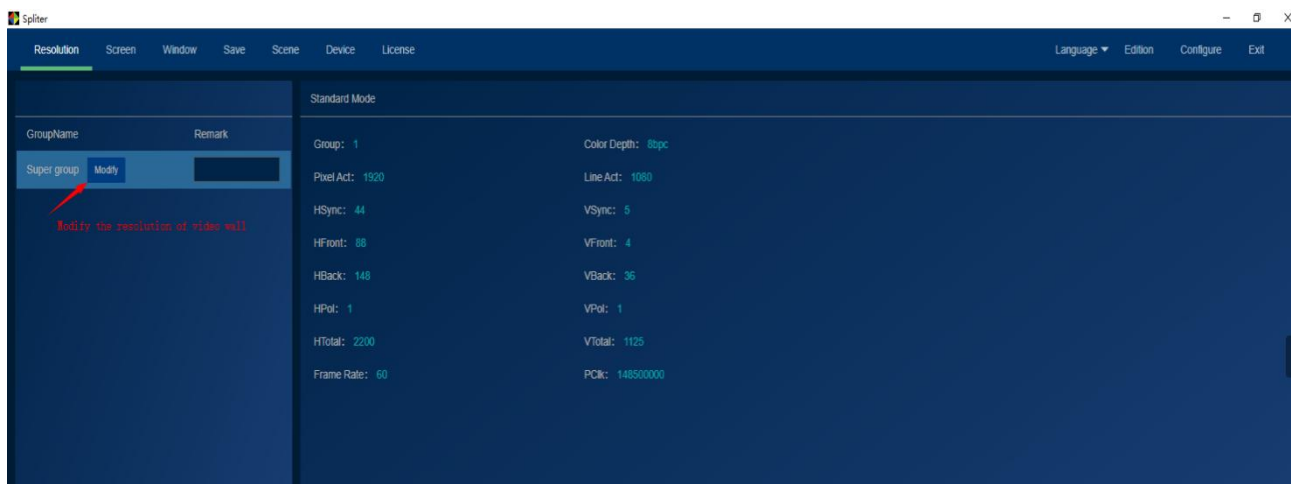 Spliter
Resolution Screen Window Save Scene Device License Language Edition Configure Exit
Standard Mode
GroupName Remark
Super group Modify
Modify the resolution of video wall
Group: 1 Color Depth: 8bpc
Pixel Act: 1920 Line Act: 1080
HSync: 44 VSync: 5
HFront: 88 VFront: 4
HBack: 148 VBack: 36
HPol: 1 VPol: 1
HTotal: 2200 VTotal: 1125
Frame Rate: 60 PClk: 148500000